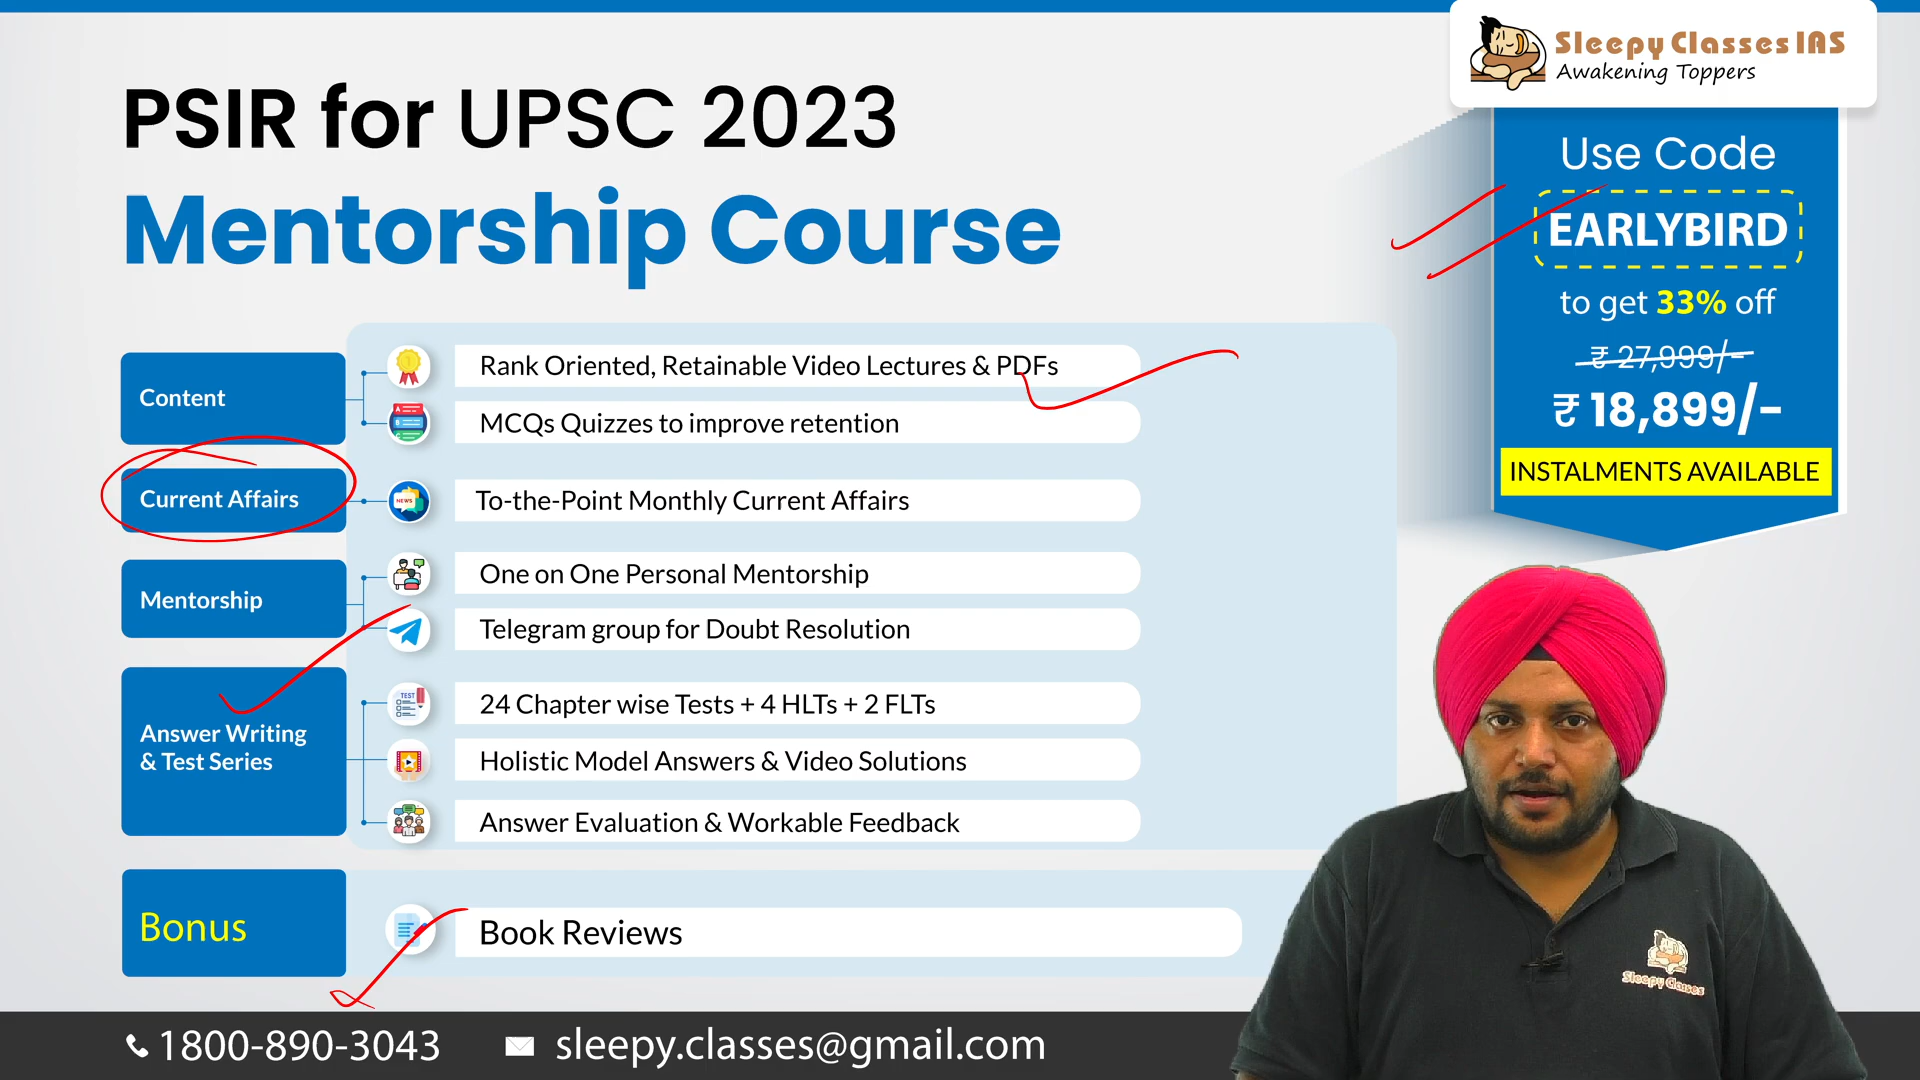 Sleepy Classes IAS
Awakening Toppers
PSIR for UPSC 2023
Mentorship Course
Use Code
EARLYBIRD
to get 33% off
₹ 27,999/-
₹ 18,899/-
INSTALMENTS AVAILABLE
Content
Rank Oriented, Retainable Video Lectures & PDFs
MCQs Quizzes to improve retention
Current Affairs
NEWS
To-the-Point Monthly Current Affairs
Mentorship
One on One Personal Mentorship
Telegram group for Doubt Resolution
Answer Writing
& Test Series
TEST
24 Chapter wise Tests + 4 HLTs + 2 FLTs
Holistic Model Answers & Video Solutions
Answer Evaluation & Workable Feedback
Bonus
Book Reviews
Sleepy Classes
1800-890-3043
sleepy.classes@gmail.com